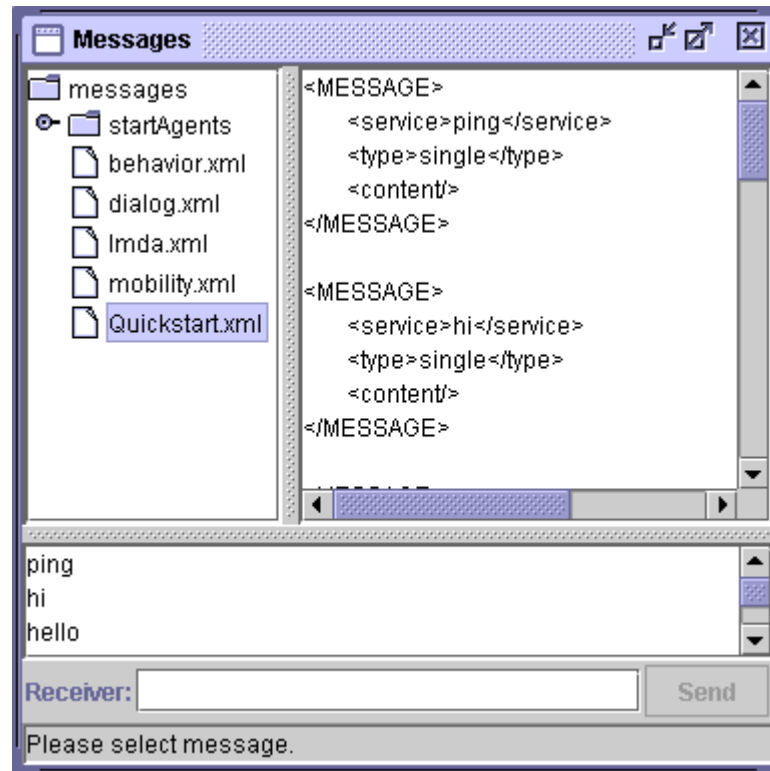 Messages
messages
startAgents
behavior.xml
dialog.xml
lmda.xml
mobility.xml
Quickstart.xml
<MESSAGE>
<service>ping</service>
<type>single</type>
<content/>
</MESSAGE>
<MESSAGE>
<service>hi</service>
<type>single</type>
<content/>
</MESSAGE>
ping
hi
hello
Receiver:
Send
Please select message.